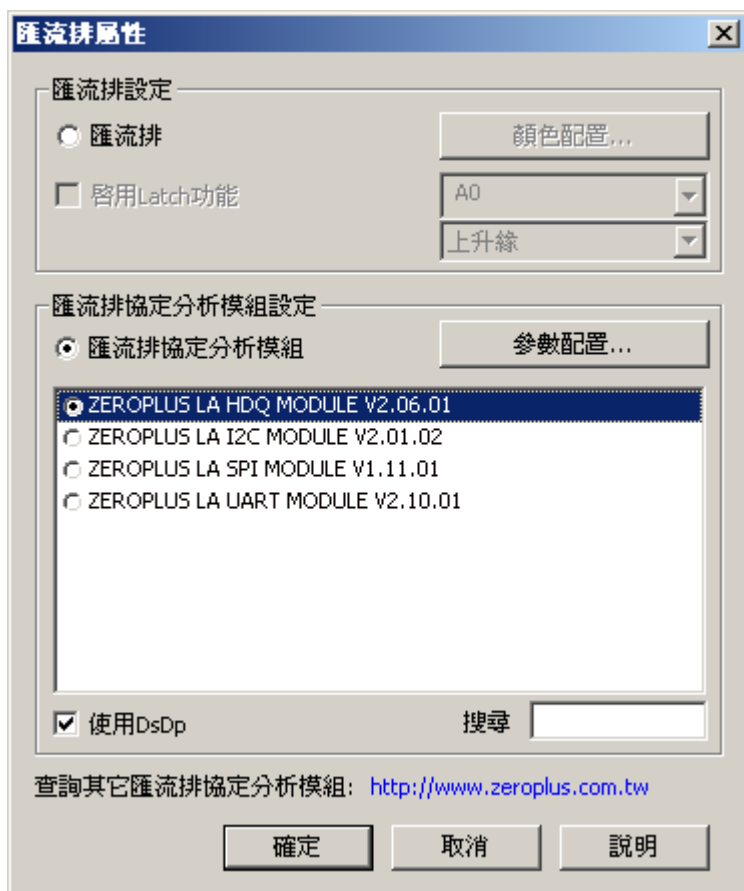 匯流排屬性
匯流排設定
匯流排
顏色配置...
啓用Latch功能
A0
上升緣
匯流排協定分析模組設定
匯流排協定分析模組
參數配置...
ZEROPLUS LA HDQ MODULE V2.06.01
ZEROPLUS LA I2C MODULE V2.01.02
ZEROPLUS LA SPI MODULE V1.11.01
ZEROPLUS LA UART MODULE V2.10.01
使用DsDp
搜尋
查詢其它匯流排協定分析模組: http://www.zeroplus.com.tw
確定
取消
說明